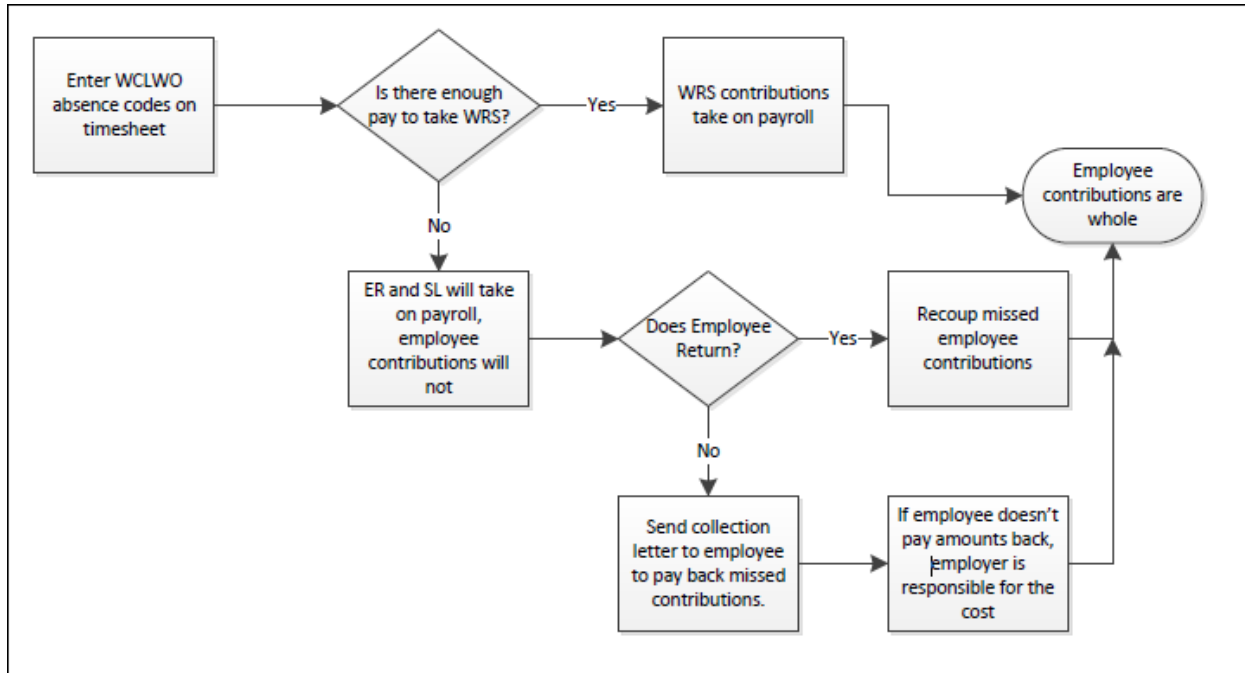 Enter WCLWO
absence codes on
timesheet
Is there enough
pay to take WRS?
Yes
WRS contributions
take on payroll
Employee
contributions are
whole
No
ER and SL will take
on payroll,
employee
contributions will
not
Does Employee
Return?
Yes
Recoup missed
employee
contributions
No
Send collection
letter to employee
to pay back missed
contributions.
If employee doesn't
pay amounts back,
employer is
responsible for the
cost